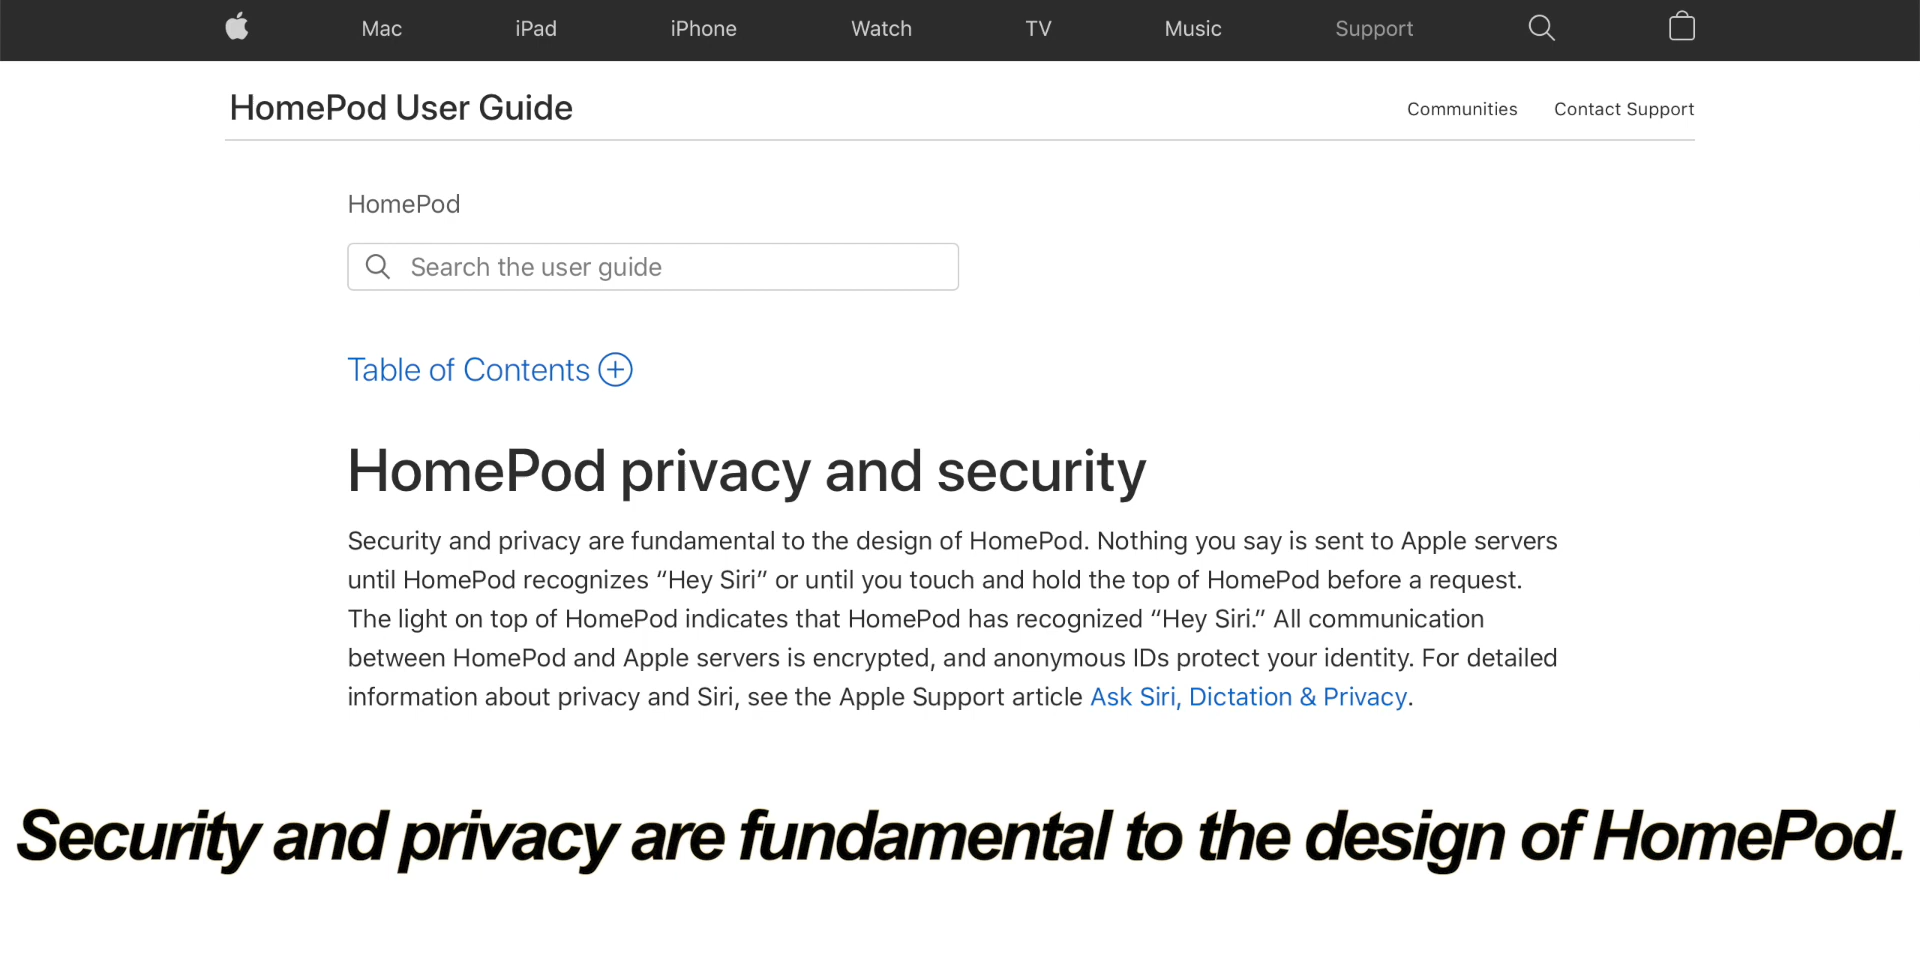 Mac iPad iPhone Watch TV Music Support
HomePod User Guide
Communities Contact Support
HomePod
Search the user guide
Table of Contents
HomePod privacy and security
Security and privacy are fundamental to the design of HomePod. Nothing you say is sent to Apple servers
until HomePod recognizes “Hey Siri” or until you touch and hold the top of HomePod before a request.
The light on top of HomePod indicates that HomePod has recognized “Hey Siri.” All communication
between HomePod and Apple servers is encrypted, and anonymous IDs protect your identity. For detailed
information about privacy and Siri, see the Apple Support article Ask Siri, Dictation & Privacy.
Security and privacy are fundamental to the design of HomePod.